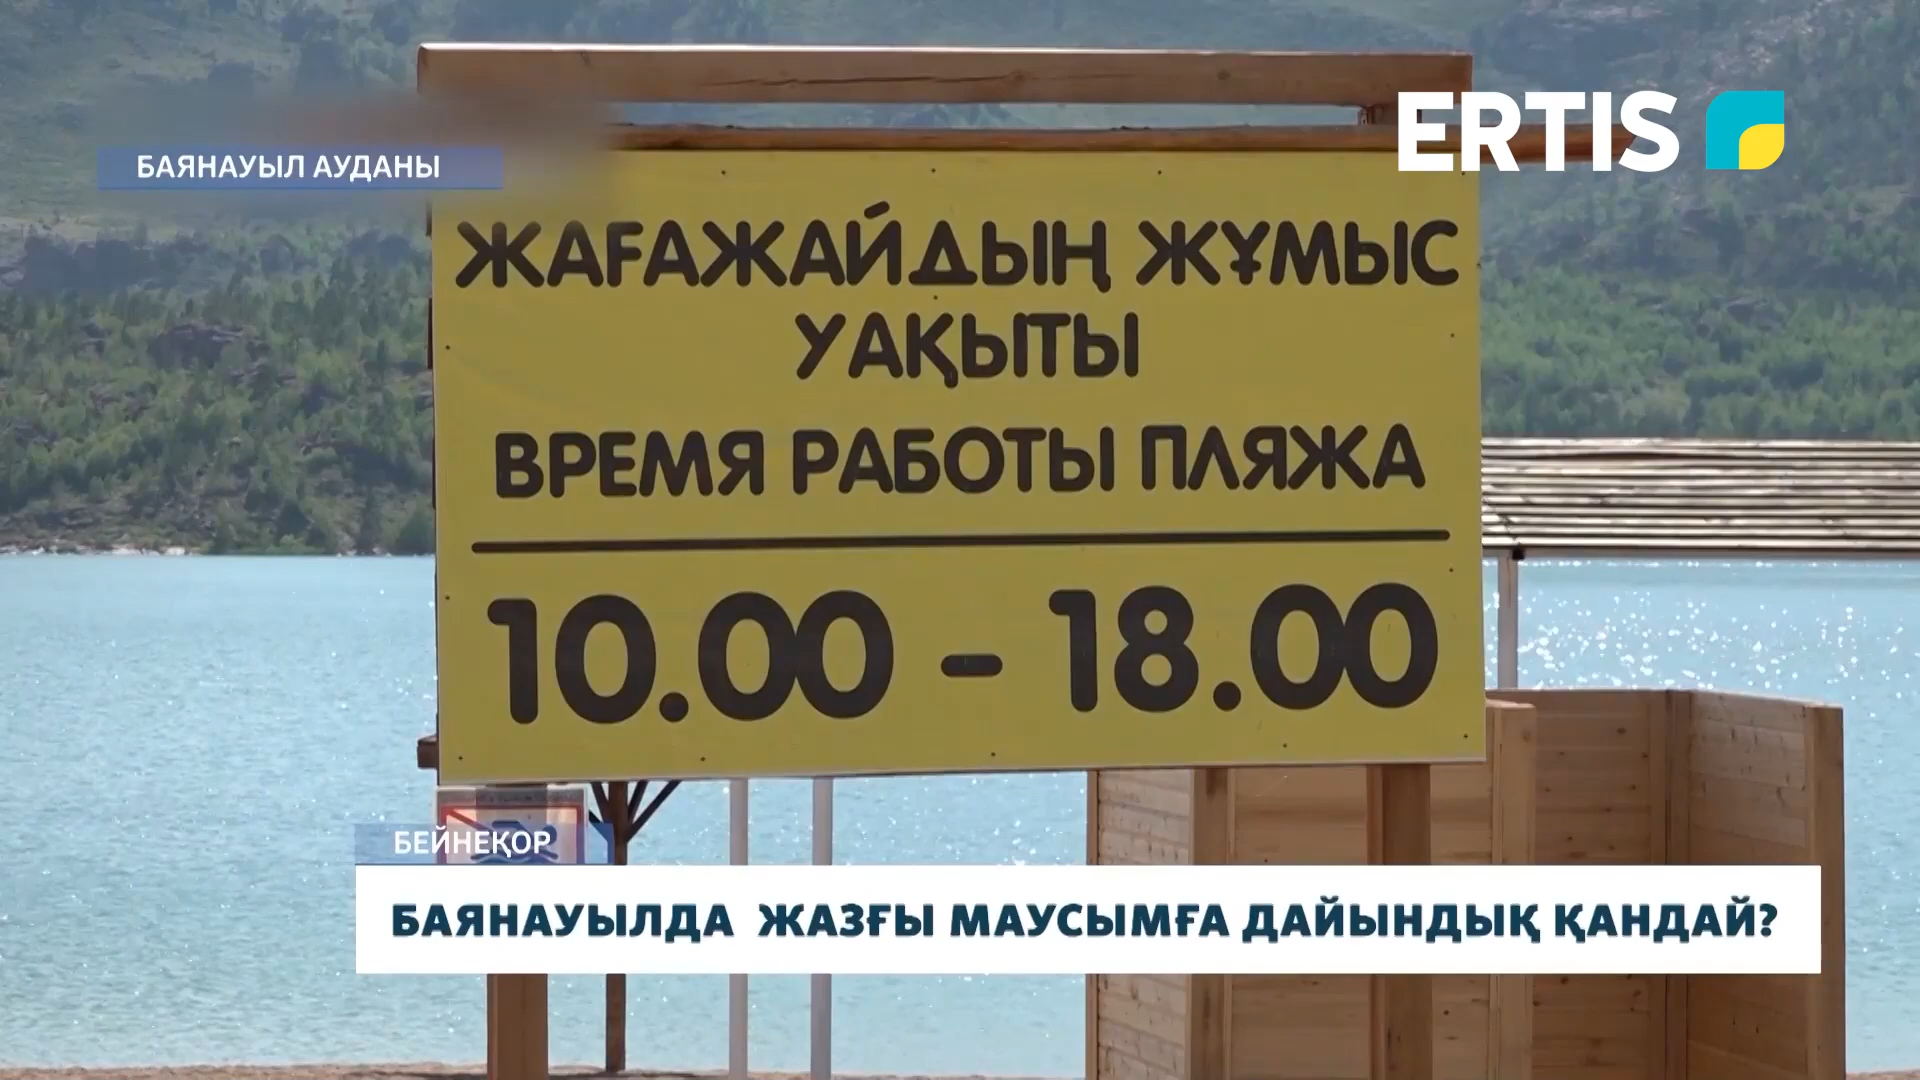 ERTIS
БАЯНАУЫЛ АУДАНЫ
ЖАҒАЖАЙДЫҢ ЖҰМЫС
УАҚЫТЫ
ВРЕМЯ РАБОТЫ ПЛЯЖА
10.00 - 18.00
БЕЙНЕҚОР
БАЯНАУЫЛДА ЖАЗҒЫ МАУСЫМҒА ДАЙЫНДЫҚ ҚАНДАЙ?